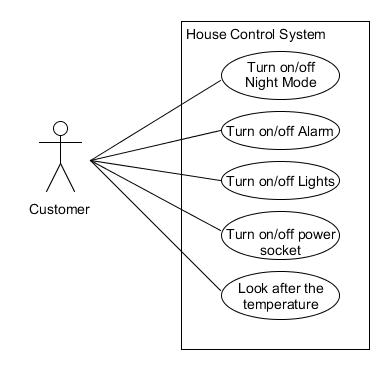 House Control System
Turn on/off
Night Mode
Turn on/off Alarm
Turn on/off Lights
Customer
Turn on/off power
socket
Look after the
temperature